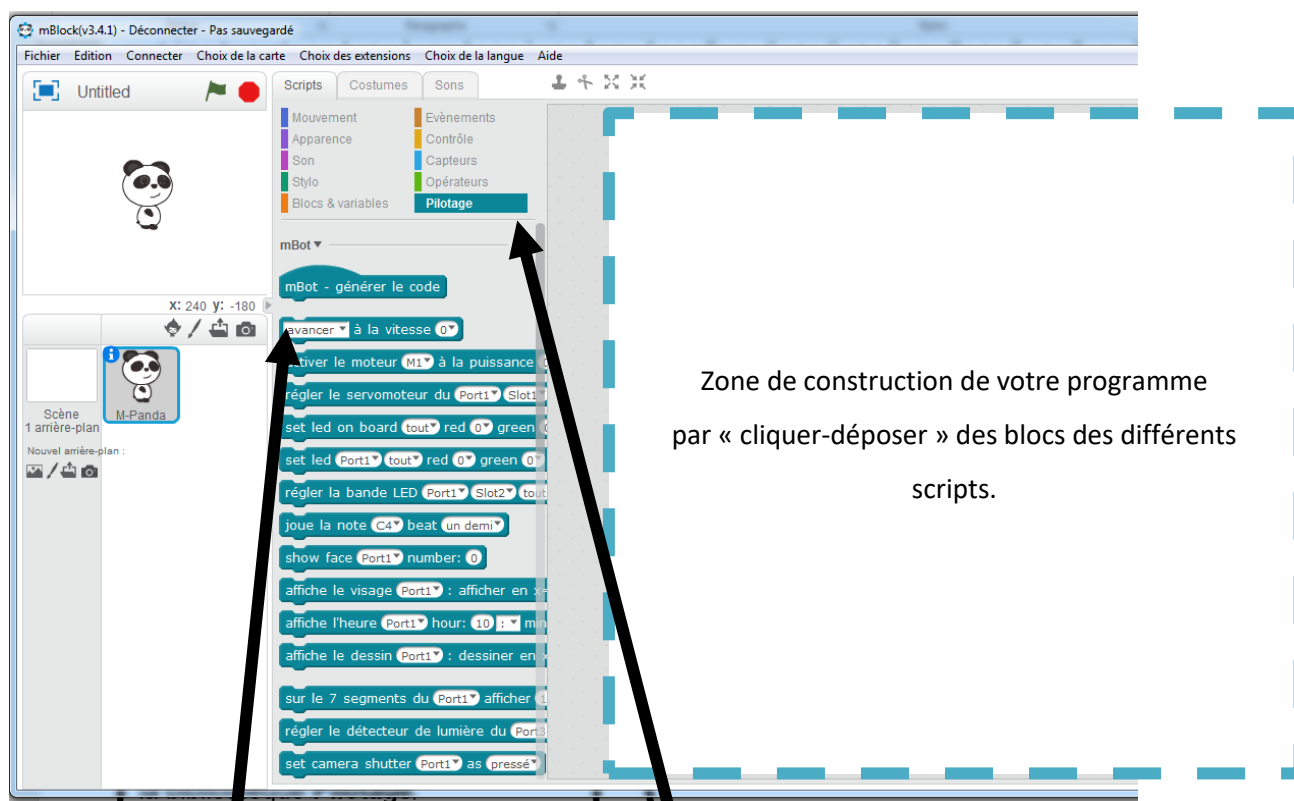 mBlock(v3.4.1) - Déconnecter - Pas sauvegardé
Fichier Edition Connecter Choix de la carte Choix des extensions Choix de la langue Aide
Untitled
Scripts Costumes Sons
Mouvement Evènements
Apparence Contrôle
Son Capteurs
Stylo Opérateurs
Blocs & variables Pilotage
mBot
mBot - générer le code
X: 240 y: -180
avancer à la vitesse 0
le moteur M1 à la puissance
régler le servomoteur du Port1 Slot1
set led on board tout red 0 green
set led Port1 tout red 0 green 0
régler la bande LED Port1 Slot2 tout
joue la note C4 beat un demi
show face Port1 number: 0
affiche le visage Port1 : afficher en x=
affiche l'heure Port1 hour: 10 : min
affiche le dessin Port1 : dessiner en
sur le 7 segments du Port1 afficher
régler le détecteur de lumière du Port3
set camera shutter Port1 as pressé
Scène
1 arrière-plan
M-Panda
Nouvel arrière-plan :
Zone de construction de votre programme
par « cliquer-déposer » des blocs des différents
scripts.